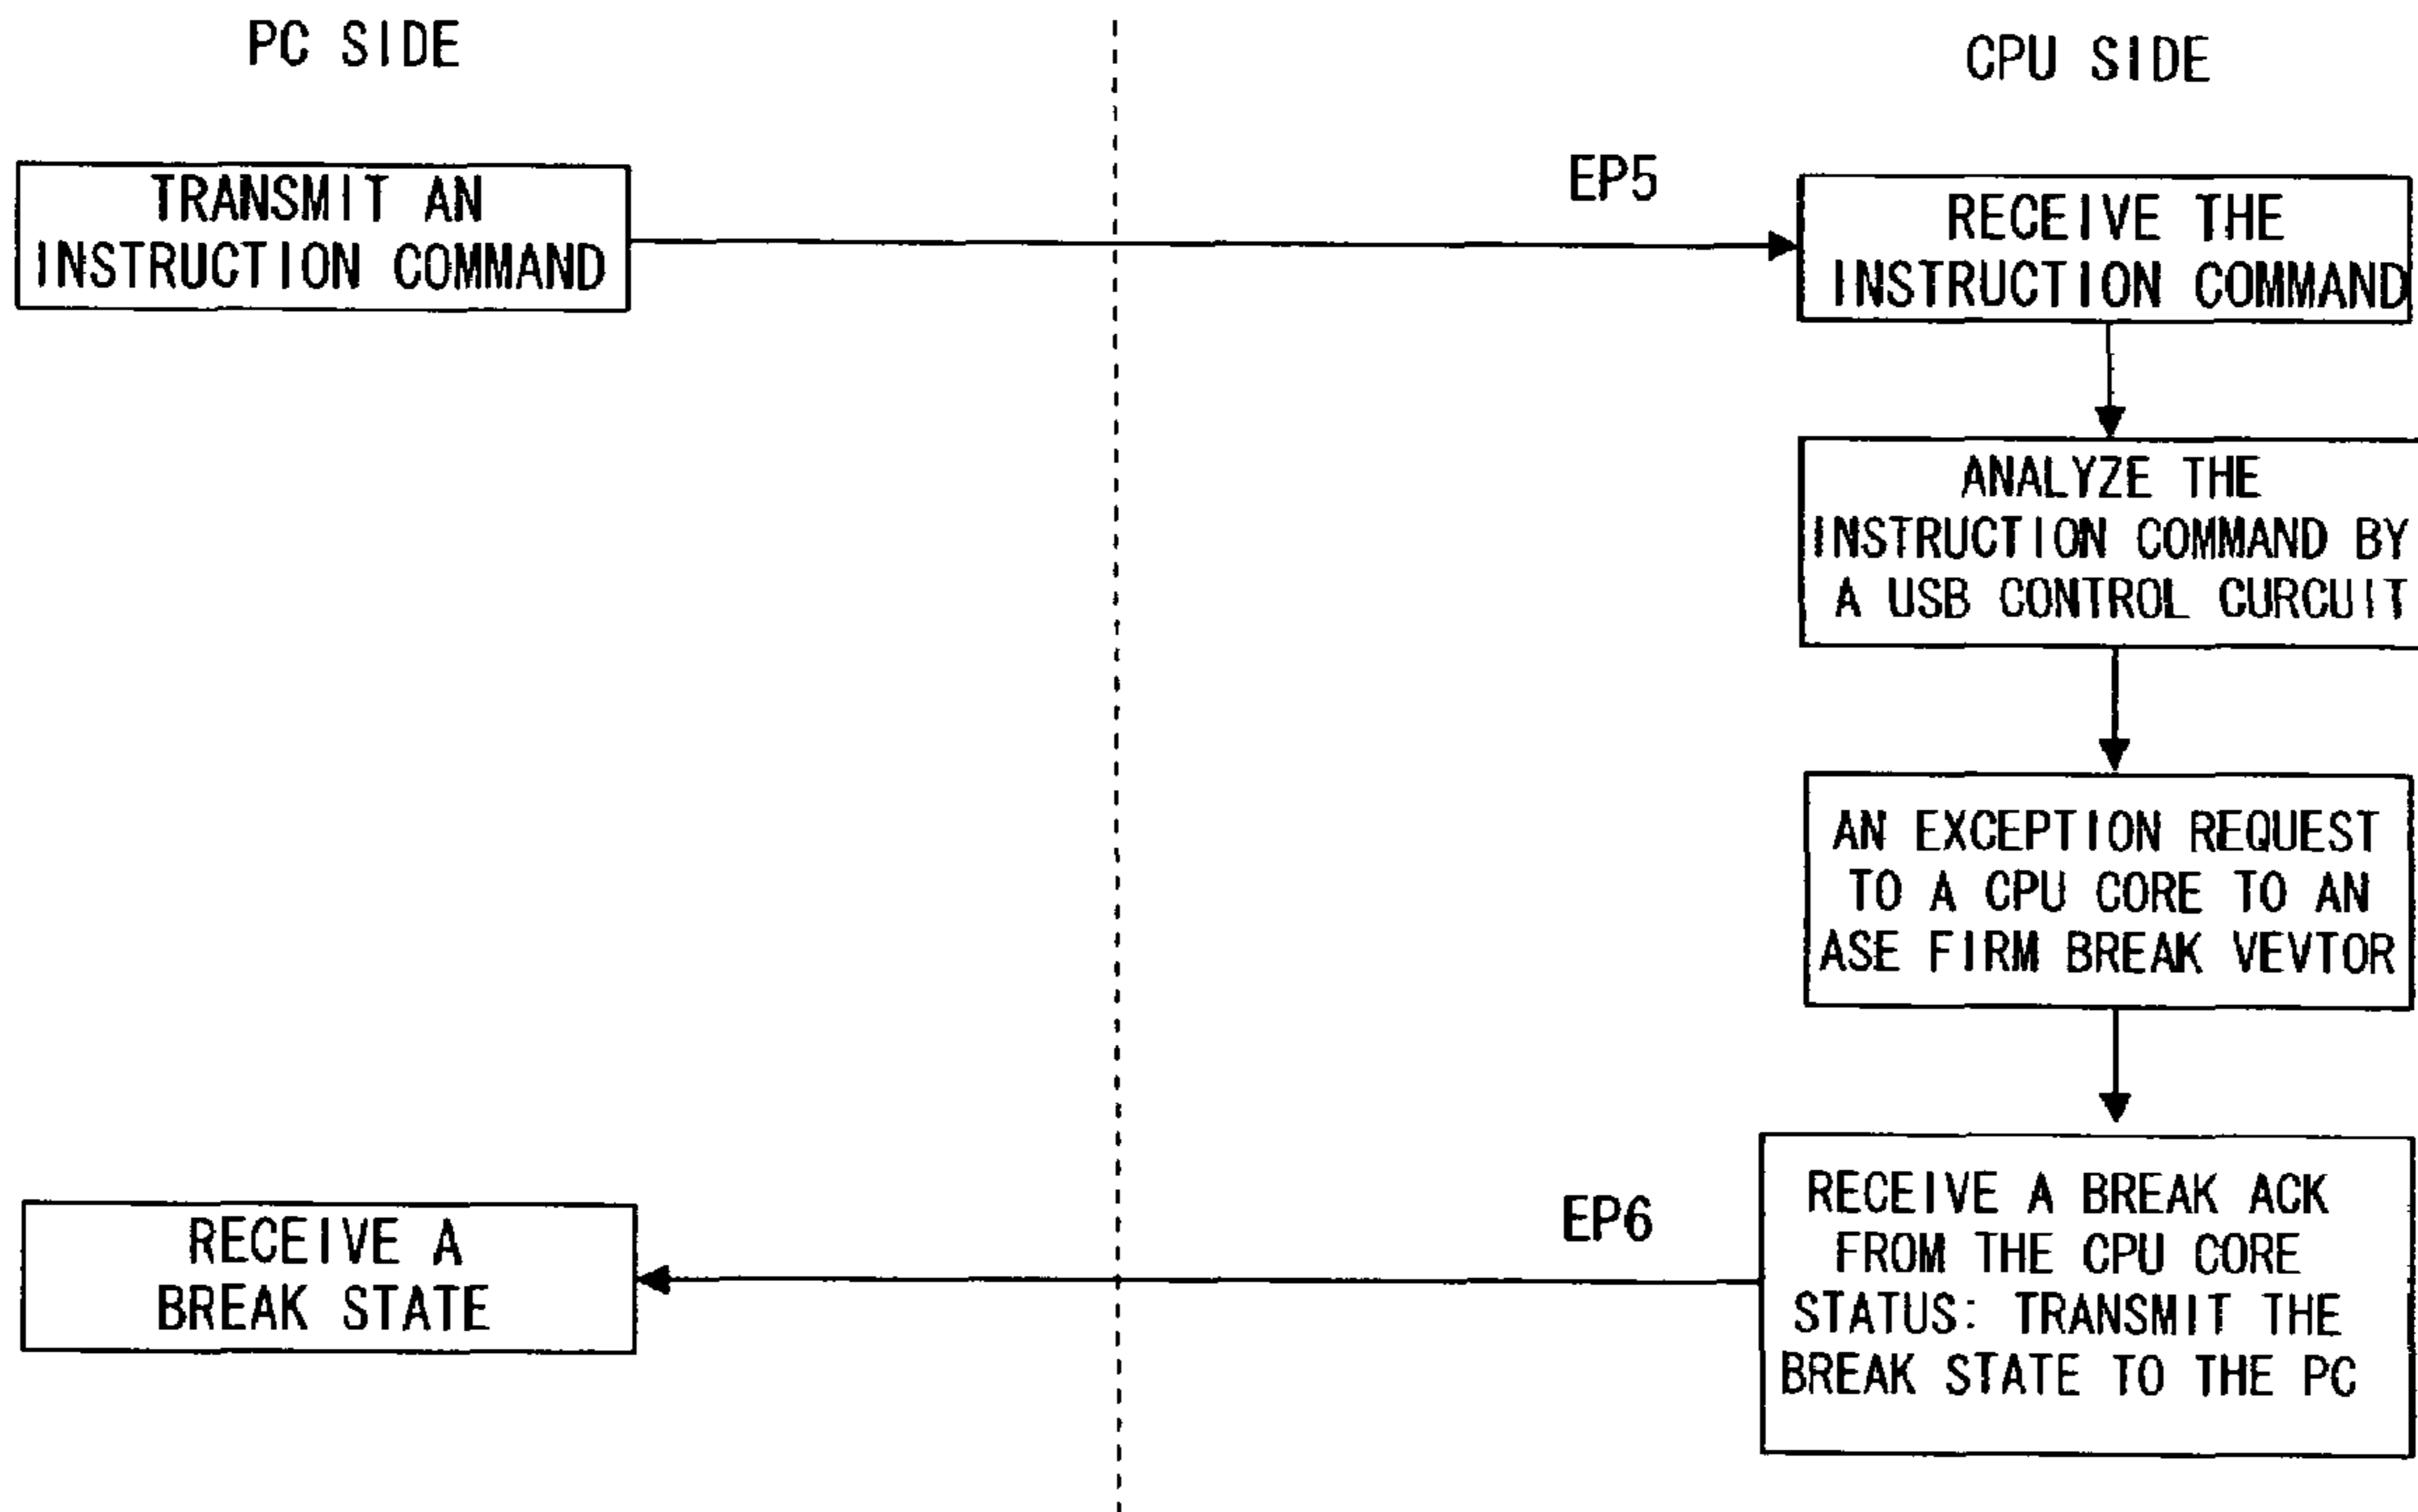 PC SIDE
CPU SIDE
TRANSMIT AN
INSTRUCTION COMMAND
EP5
RECEIVE THE
INSTRUCTION COMMAND
ANALYZE THE
INSTRUCTION COMMAND BY
A USB CONTROL CURCUIT
AN EXCEPTION REQUEST
TO A CPU CORE TO AN
ASE FIRM BREAK VEVTOR
RECEIVE A BREAK ACK
FROM THE CPU CORE
STATUS: TRANSMIT THE
BREAK STATE TO THE PC
EP6
RECEIVE A
BREAK STATE